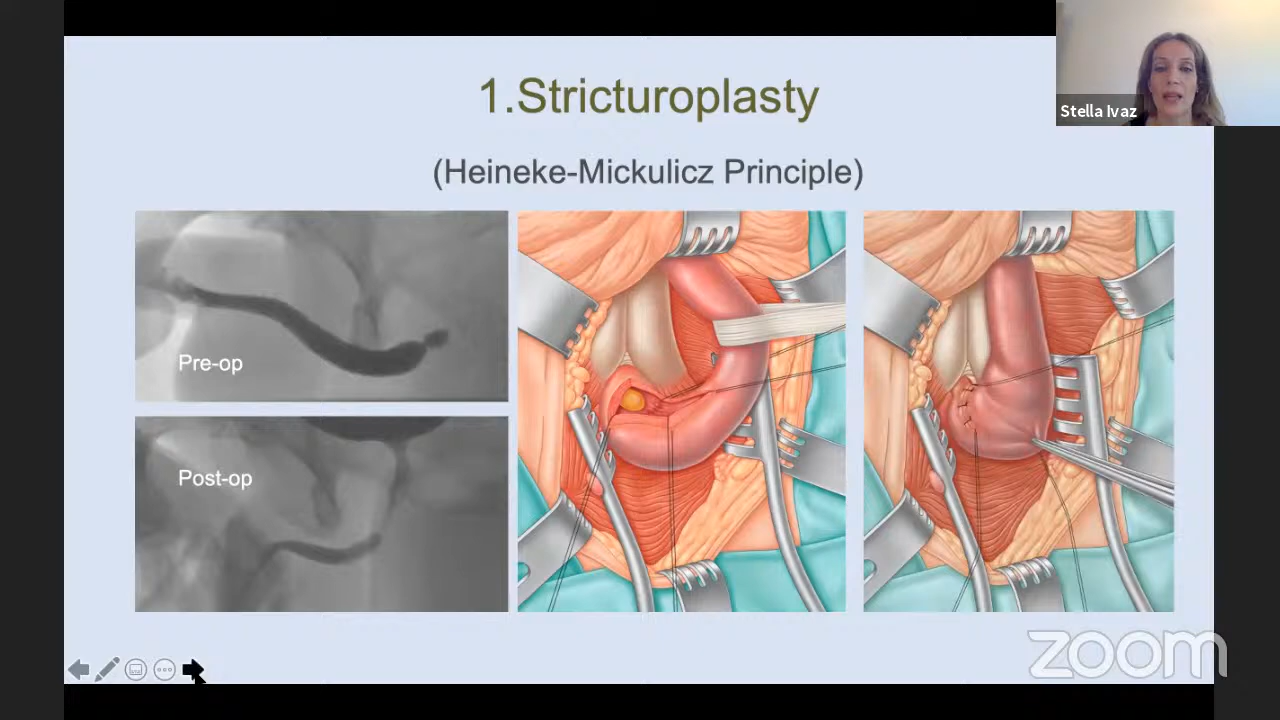 1.Stricturoplasty
(Heineke-Mickulicz Principle)
Stella Ivaz
Pre-op
Post-op
zoom